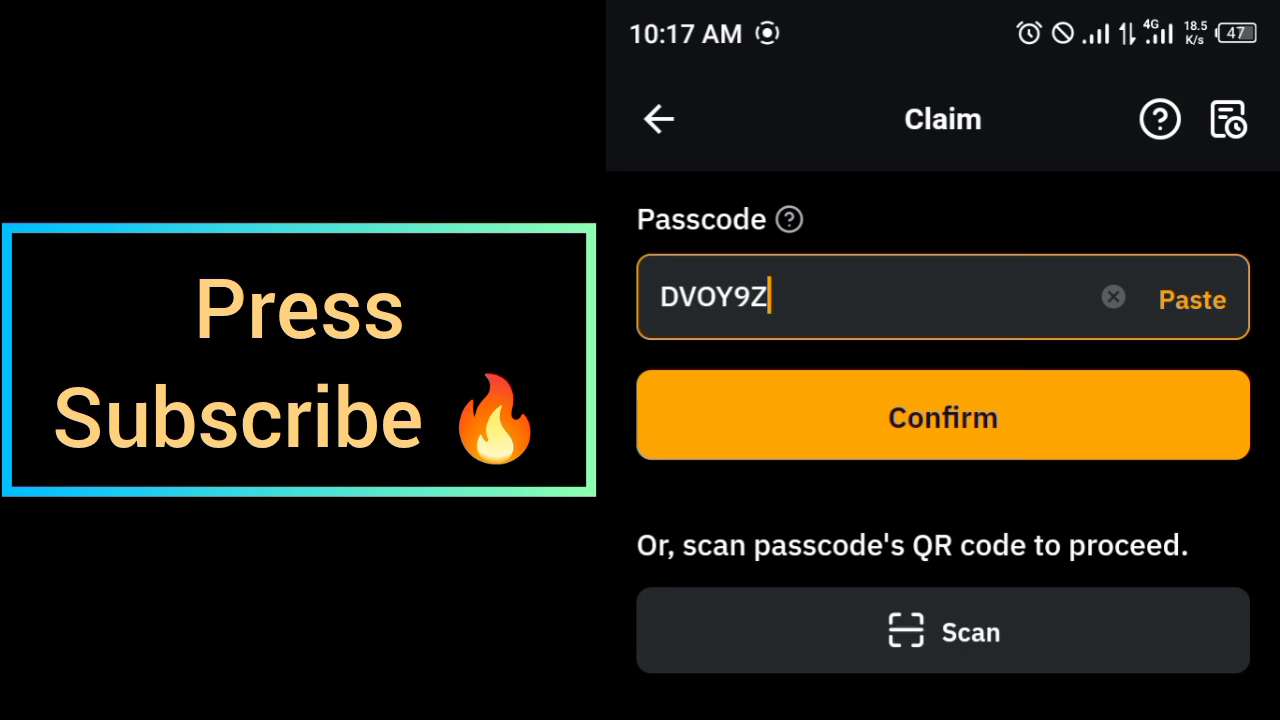 10:17 AM
4G
18.5
K/s
47
Claim
Passcode
DVOY9Z
Paste
Confirm
Or, scan passcode's QR code to proceed.
Scan
Press
Subscribe 🔥